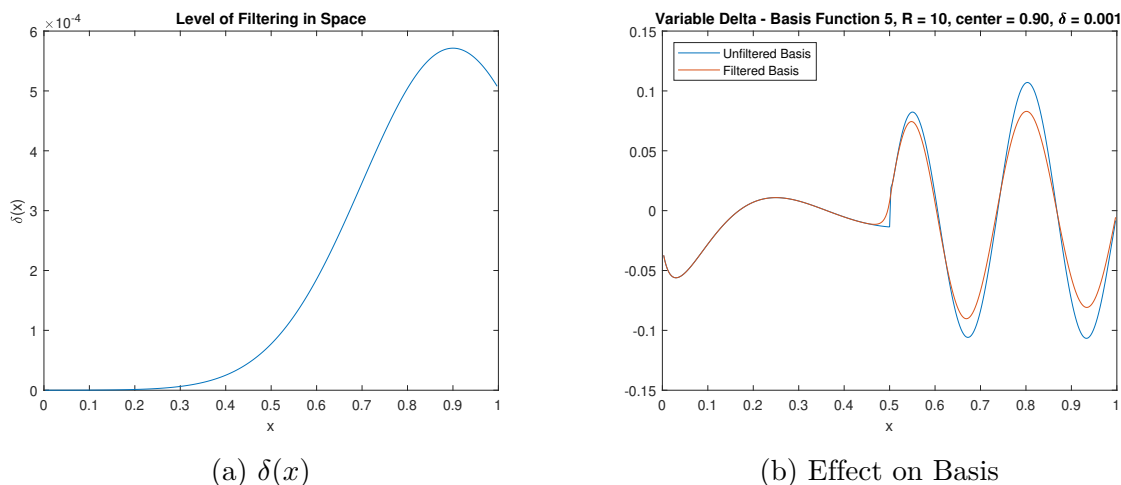 Level of Filtering in Space
×10⁻⁴
6
5
4
3
2
1
0
δ(x)
0 0.1 0.2 0.3 0.4 0.5 0.6 0.7 0.8 0.9 1
x
(a) δ(x)
Variable Delta - Basis Function 5, R = 10, center = 0.90, δ = 0.001
Unfiltered Basis
Filtered Basis
0.15
0.1
0.05
0
-0.05
-0.1
-0.15
0 0.1 0.2 0.3 0.4 0.5 0.6 0.7 0.8 0.9 1
x
(b) Effect on Basis